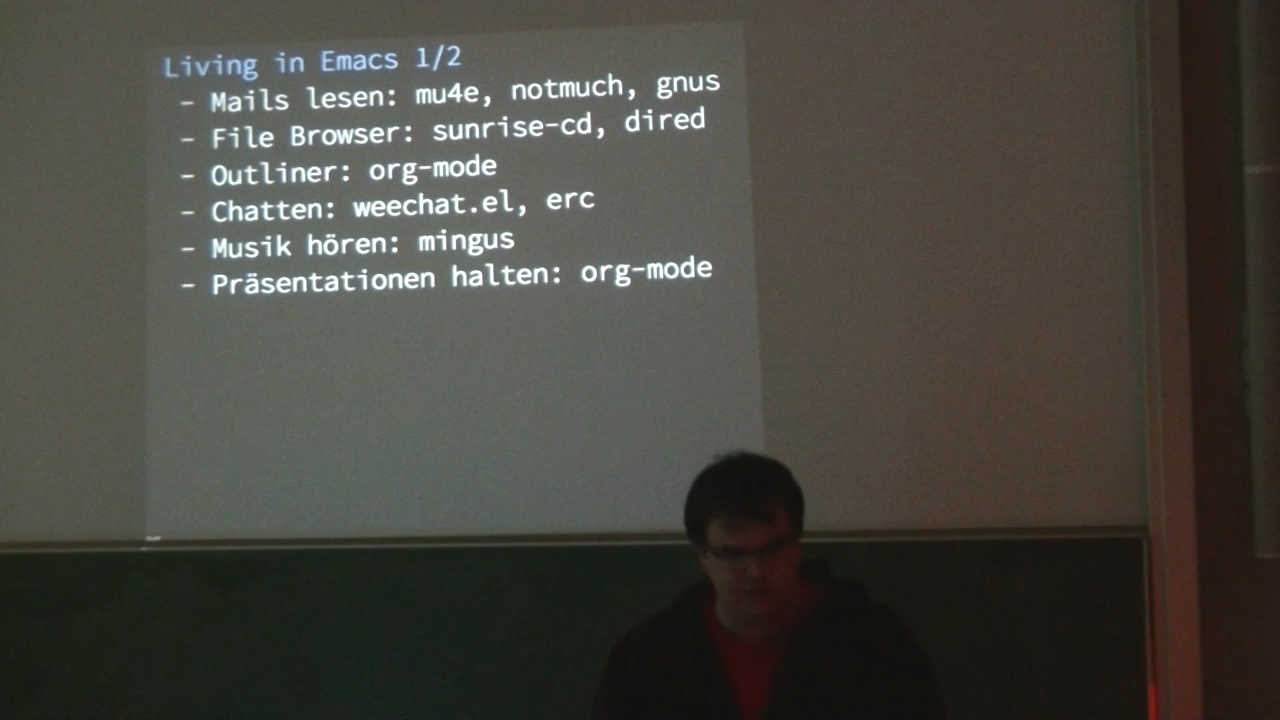 Living in Emacs 1/2
- Mails lesen: mu4e, notmuch, gnus
- File Browser: sunrise-cd, dired
- Outliner: org-mode
- Chatten: weechat.el, erc
- Musik hören: mingus
- Präsentationen halten: org-mode